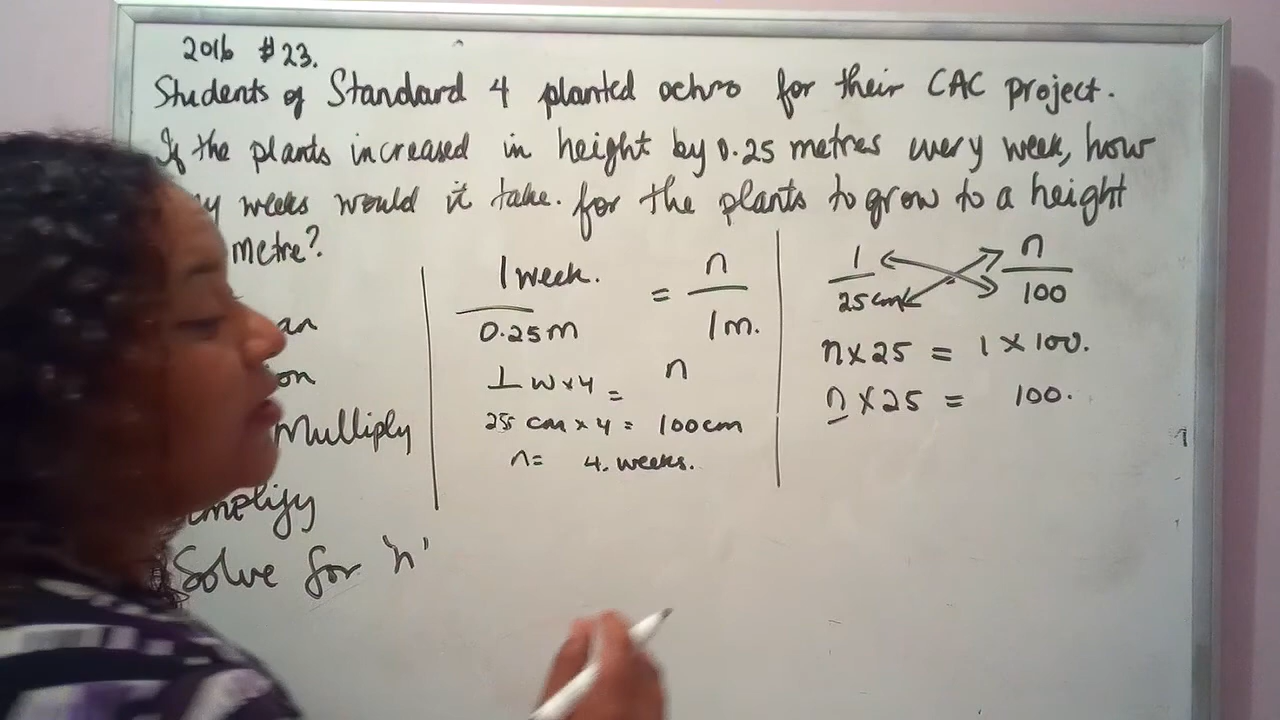 2016 #23.
Students of Standard 4 planted ochro for their CAC project.
If the plants increased in height by 0.25 metres every week, how
weeks would it take. for the plants to grow to a height
metre?
Multiply
Solve for 'n'
1 week.
0.25m
=
n
1m.
1 w x 4 = n
25 cm x 4 = 100cm
n= 4. weeks.
1
25cm
n
100
n x 25 = 1 x 100.
n x 25 = 100.